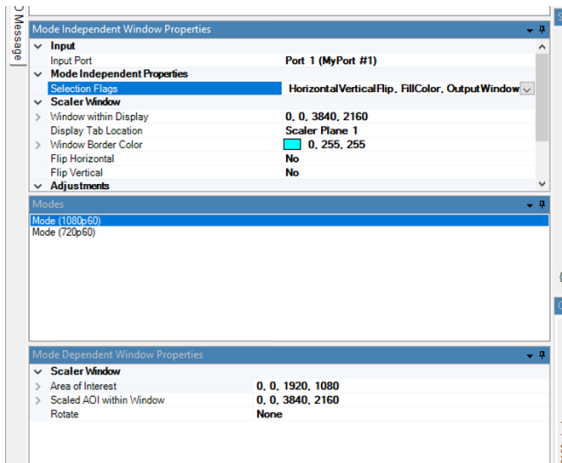 O Message
Mode Independent Window Properties
Input
Input Port Port 1 (MyPort #1)
Mode Independent Properties
Selection Flags HorizontalVerticalFlip, FillColor, OutputWindow
Scaler Window
Window within Display 0, 0, 3840, 2160
Display Tab Location Scaler Plane 1
Window Border Color 0, 255, 255
Flip Horizontal No
Flip Vertical No
Adjustments
Modes
Mode (1080p60)
Mode (720p60)
Mode Dependent Window Properties
Scaler Window
Area of Interest 0, 0, 1920, 1080
Scaled AOI within Window 0, 0, 3840, 2160
Rotate None